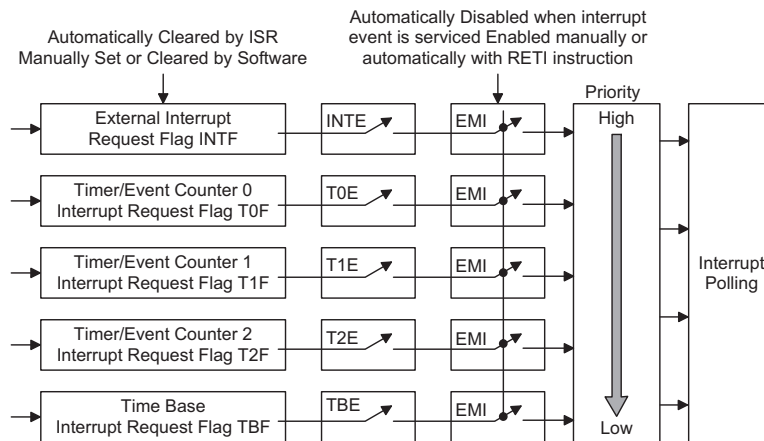 Automatically Cleared by ISR
Manually Set or Cleared by Software
Automatically Disabled when interrupt
event is serviced Enabled manually or
automatically with RETI instruction
Priority
External Interrupt
Request Flag INTF
INTE
EMI
High
Timer/Event Counter 0
Interrupt Request Flag T0F
T0E
EMI
Timer/Event Counter 1
Interrupt Request Flag T1F
T1E
EMI
Interrupt
Polling
Timer/Event Counter 2
Interrupt Request Flag T2F
T2E
EMI
Time Base
Interrupt Request Flag TBF
TBE
EMI
Low